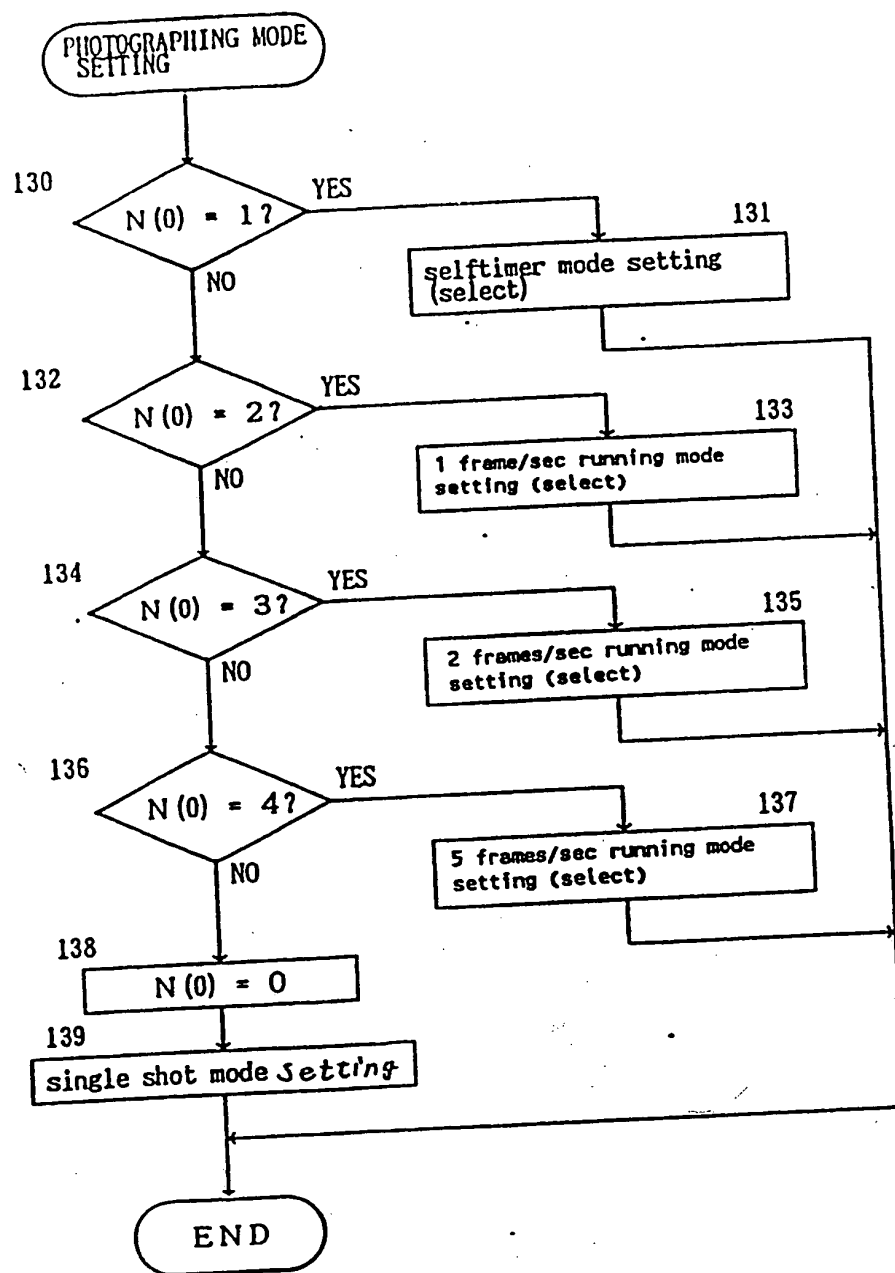 PHOTOGRAPHING MODE
SETTING
130
N(0) = 1?
YES
NO
131
selftimer mode setting
(select)
132
N(0) = 2?
YES
NO
133
1 frame/sec running mode
setting (select)
134
N(0) = 3?
YES
NO
135
2 frames/sec running mode
setting (select)
136
N(0) = 4?
YES
NO
137
5 frames/sec running mode
setting (select)
138
N(0) = 0
139
single shot mode setting
END